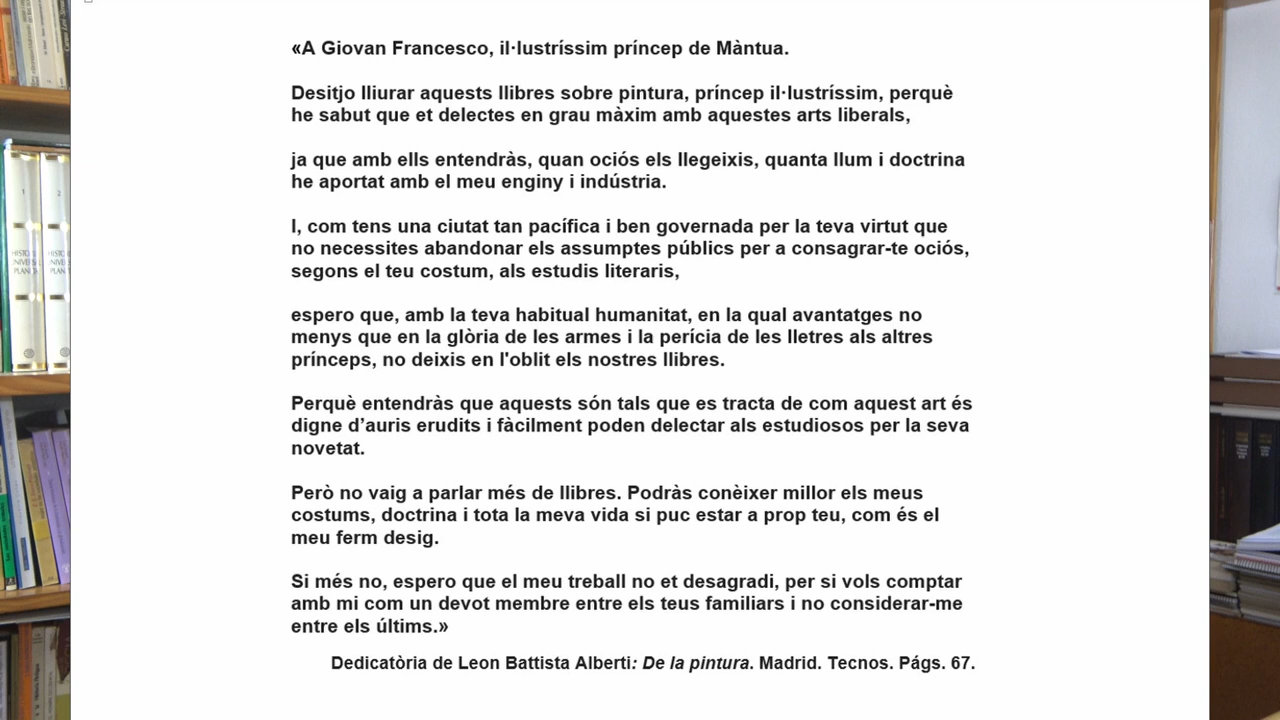 «A Giovan Francesco, il·lustríssim príncep de Màntua.
Desitjo lliurar aquests llibres sobre pintura, príncep il·lustríssim, perquè
he sabut que et delectes en grau màxim amb aquestes arts liberals,
ja que amb ells entendràs, quan ociós els llegeixis, quanta llum i doctrina
he aportat amb el meu enginy i indústria.
I, com tens una ciutat tan pacífica i ben governada per la teva virtut que
no necessites abandonar els assumptes públics per a consagrar-te ociós,
segons el teu costum, als estudis literaris,
espero que, amb la teva habitual humanitat, en la qual avantatges no
menys que en la glòria de les armes i la perícia de les lletres als altres
prínceps, no deixis en l'oblit els nostres llibres.
Perquè entendràs que aquests són tals que es tracta de com aquest art és
digne d’auris erudits i fàcilment poden delectar als estudiosos per la seva
novetat.
Però no vaig a parlar més de llibres. Podràs conèixer millor els meus
costums, doctrina i tota la meva vida si puc estar a prop teu, com és el
meu ferm desig.
Si més no, espero que el meu treball no et desagradi, per si vols comptar
amb mi com un devot membre entre els teus familiars i no considerar-me
entre els últims.»
Dedicatòria de Leon Battista Alberti: De la pintura. Madrid. Tecnos. Págs. 67.
1
2